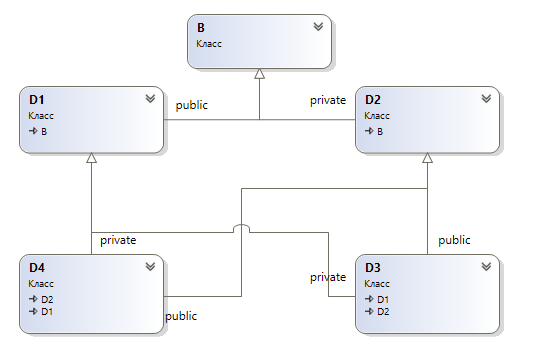 B
Класс
D1
Класс
B
public
private
D2
Класс
B
private
public
D4
Класс
D2
D1
public
private
D3
Класс
D1
D2